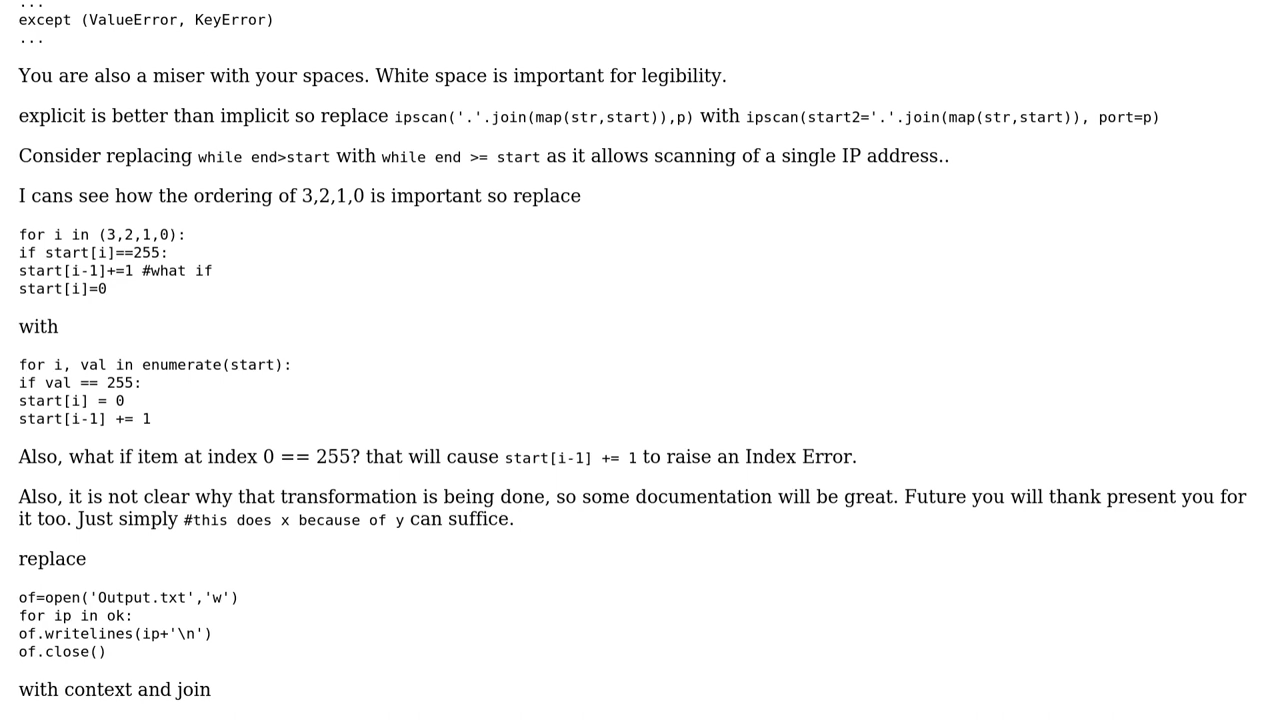 ...
except (ValueError, KeyError)
...
You are also a miser with your spaces. White space is important for legibility.
explicit is better than implicit so replace ipscan('.'.join(map(str,start)),p) with ipscan(start2='.'.join(map(str,start)), port=p)
Consider replacing while end>start with while end >= start as it allows scanning of a single IP address..
I cans see how the ordering of 3,2,1,0 is important so replace
for i in (3,2,1,0):
if start[i]==255:
start[i-1]+=1 #what if
start[i]=0
with
for i, val in enumerate(start):
if val == 255:
start[i] = 0
start[i-1] += 1
Also, what if item at index 0 == 255? that will cause start[i-1] += 1 to raise an Index Error.
Also, it is not clear why that transformation is being done, so some documentation will be great. Future you will thank present you for
it too. Just simply #this does x because of y can suffice.
replace
of=open('Output.txt','w')
for ip in ok:
of.writelines(ip+'\n')
of.close()
with context and join